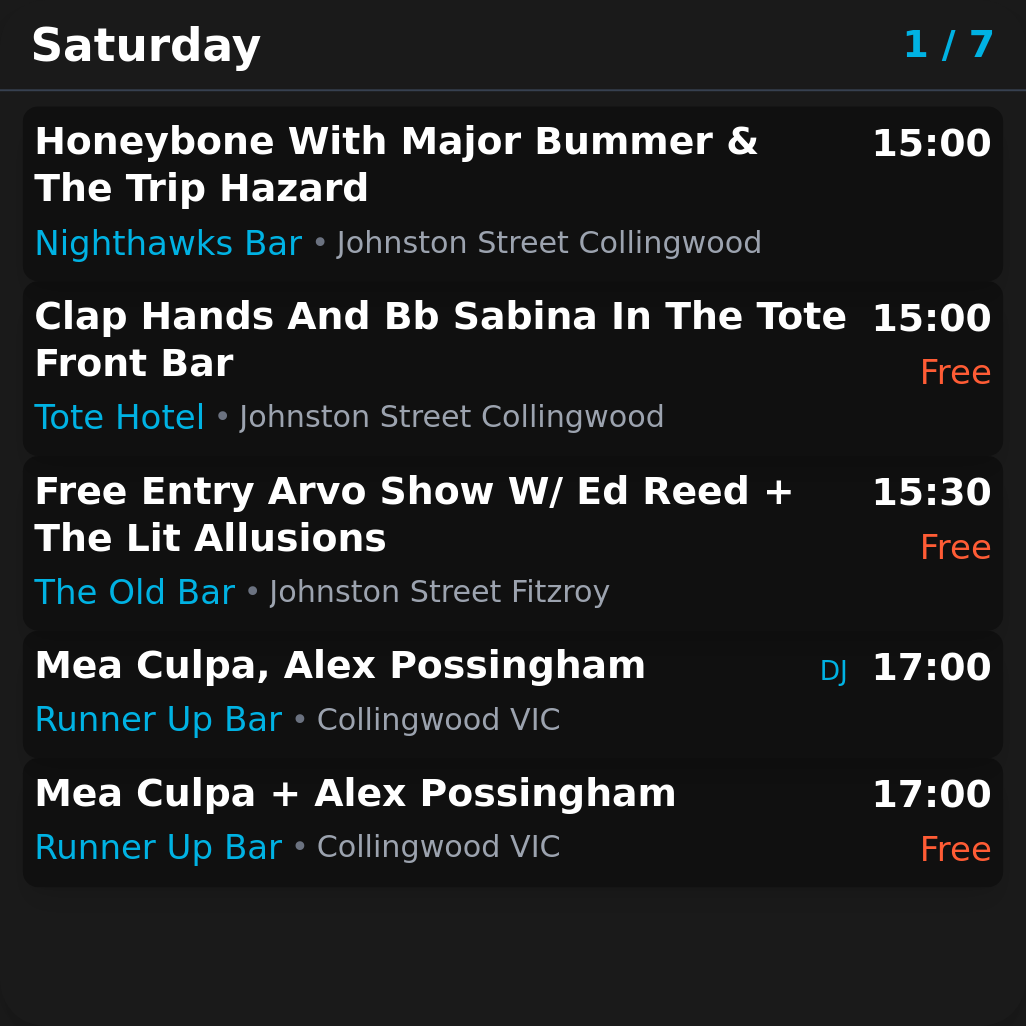 Saturday
1 / 7
Honeybone With Major Bummer &
The Trip Hazard
15:00
Nighthawks Bar • Johnston Street Collingwood
Clap Hands And Bb Sabina In The Tote
Front Bar
15:00
Free
Tote Hotel • Johnston Street Collingwood
Free Entry Arvo Show W/ Ed Reed +
The Lit Allusions
15:30
Free
The Old Bar • Johnston Street Fitzroy
Mea Culpa, Alex Possingham
DJ 17:00
Runner Up Bar • Collingwood VIC
Mea Culpa + Alex Possingham
17:00
Free
Runner Up Bar • Collingwood VIC